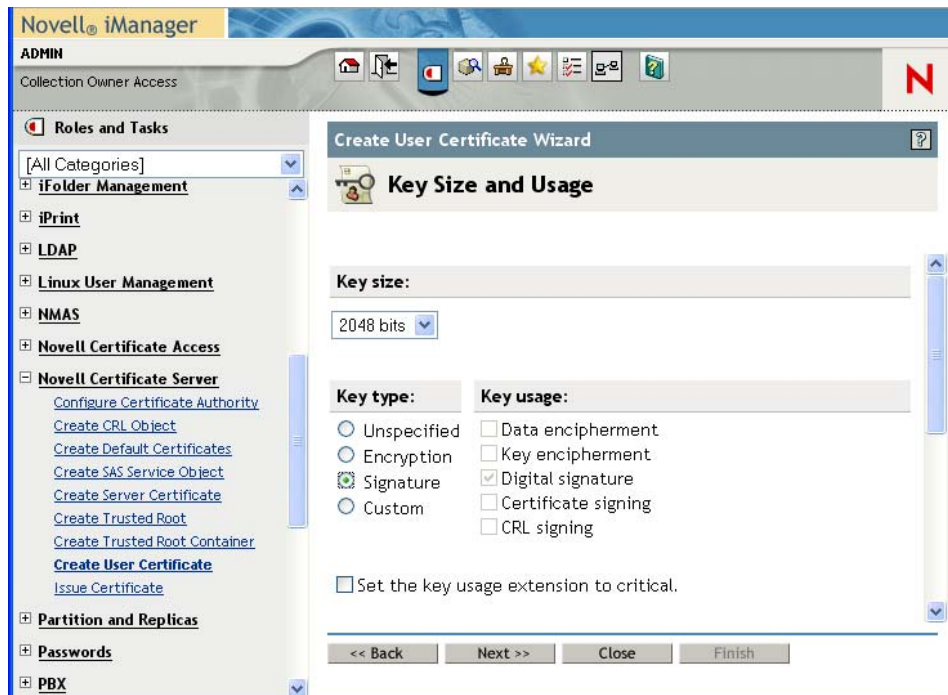 Novell® iManager
ADMIN
Collection Owner Access
N
Roles and Tasks
[All Categories]
iFolder Management
iPrint
LDAP
Linux User Management
NMAS
Novell Certificate Access
Novell Certificate Server
Configure Certificate Authority
Create CRL Object
Create Default Certificates
Create SAS Service Object
Create Server Certificate
Create Trusted Root
Create Trusted Root Container
Create User Certificate
Issue Certificate
Partition and Replicas
Passwords
PBX
Create User Certificate Wizard
?
Key Size and Usage
Key size:
2048 bits
Key type:
Unspecified
Encryption
Signature
Custom
Key usage:
Data encipherment
Key encipherment
Digital signature
Certificate signing
CRL signing
Set the key usage extension to critical.
<< Back
Next >>
Close
Finish